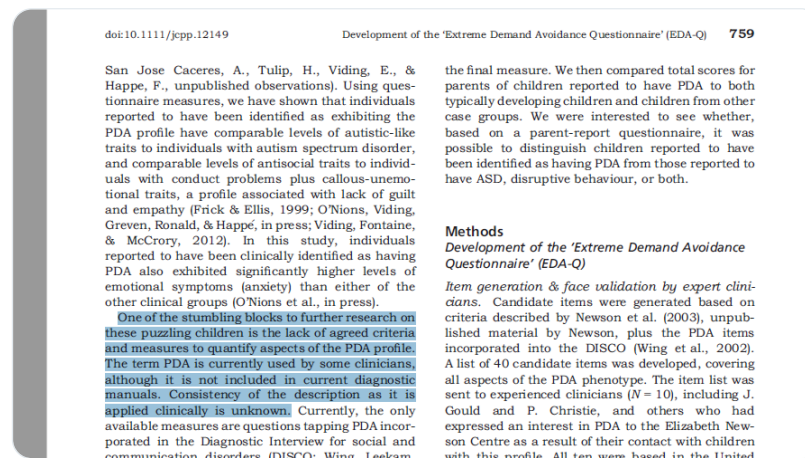 doi:10.1111/jcpp.12149
Development of the ‘Extreme Demand Avoidance Questionnaire’ (EDA-Q) 759
San Jose Caceres, A., Tulip, H., Viding, E., &
Happe, F., unpublished observations). Using ques-
tionnaire measures, we have shown that individuals
reported to have been identified as exhibiting the
PDA profile have comparable levels of autistic-like
traits to individuals with autism spectrum disorder,
and comparable levels of antisocial traits to individ-
uals with conduct problems plus callous-unemo-
tional traits, a profile associated with lack of guilt
and empathy (Frick & Ellis, 1999; O’Nions, Viding,
Greven, Ronald, & Happé, in press; Viding, Fontaine,
& McCrory, 2012). In this study, individuals
reported to have been clinically identified as having
PDA also exhibited significantly higher levels of
emotional symptoms (anxiety) than either of the
other clinical groups (O’Nions et al., in press).
One of the stumbling blocks to further research on
these puzzling children is the lack of agreed criteria
and measures to quantify aspects of the PDA profile.
The term PDA is currently used by some clinicians,
although it is not included in current diagnostic
manuals. Consistency of the description as it is
applied clinically is unknown. Currently, the only
available measures are questions tapping PDA incor-
porated in the Diagnostic Interview for social and
communication disorders (DISCO; Wing, Leekam,
the final measure. We then compared total scores for
parents of children reported to have PDA to both
typically developing children and children from other
case groups. We were interested to see whether,
based on a parent-report questionnaire, it was
possible to distinguish children reported to have
been identified as having PDA from those reported to
have ASD, disruptive behaviour, or both.
Methods
Development of the ‘Extreme Demand Avoidance
Questionnaire’ (EDA-Q)
Item generation & face validation by expert clini-
cians. Candidate items were generated based on
criteria described by Newson et al. (2003), unpub-
lished material by Newson, plus the PDA items
incorporated into the DISCO (Wing et al., 2002).
A list of 40 candidate items was developed, covering
all aspects of the PDA phenotype. The item list was
sent to experienced clinicians (N = 10), including J.
Gould and P. Christie, and others who had
expressed an interest in PDA to the Elizabeth New-
son Centre as a result of their contact with children
with this profile. All ten were based in the United